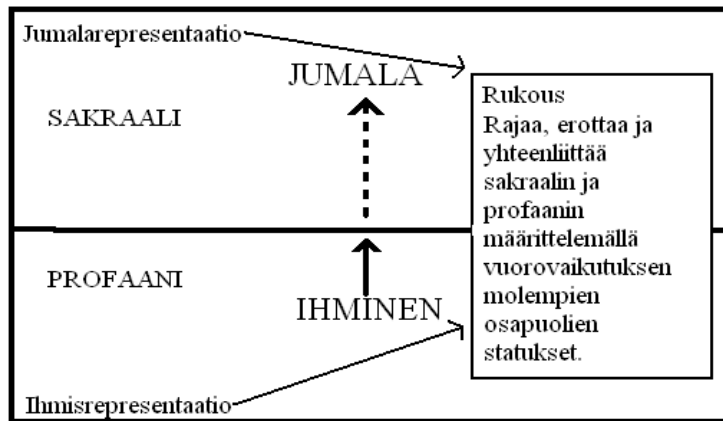 Jumalarepresentaatio
JUMALA
SAKRAALI
Rukous
Rajaa, erottaa ja
yhteenliittää
sakraalin ja
profaanin
määrittelemällä
vuorovaikutuksen
molempien
osapuolien
statukset.
PROFAANI
IHMINEN
Ihmisrepresentaatio